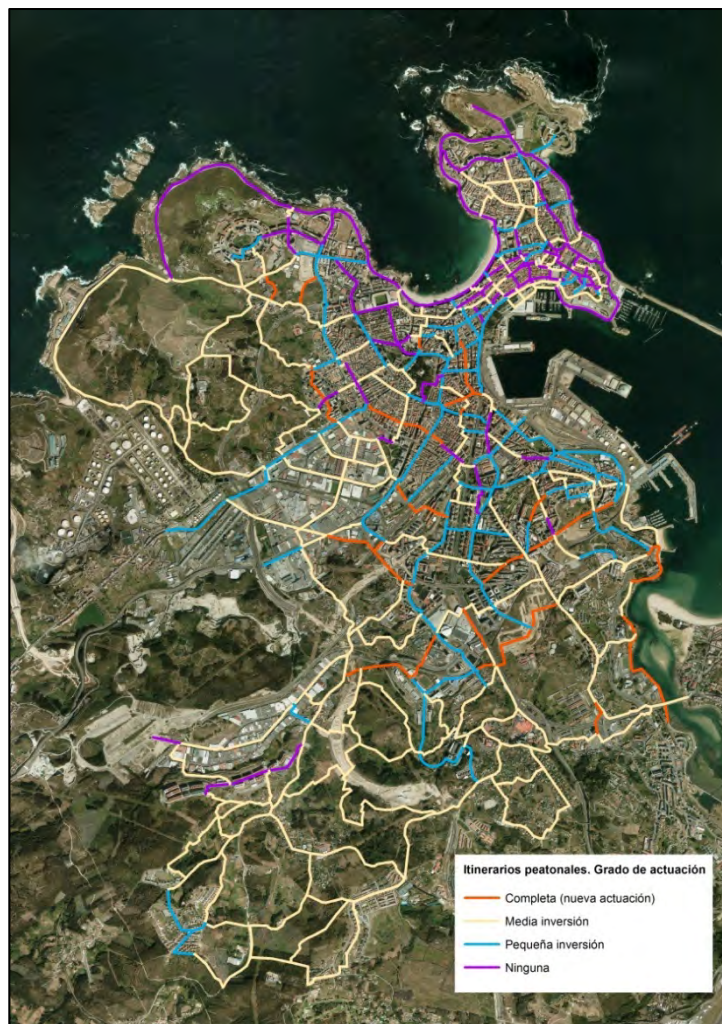 Itinerarios peatonales. Grado de actuación
Completa (nueva actuación)
Media inversión
Pequeña inversión
Ninguna